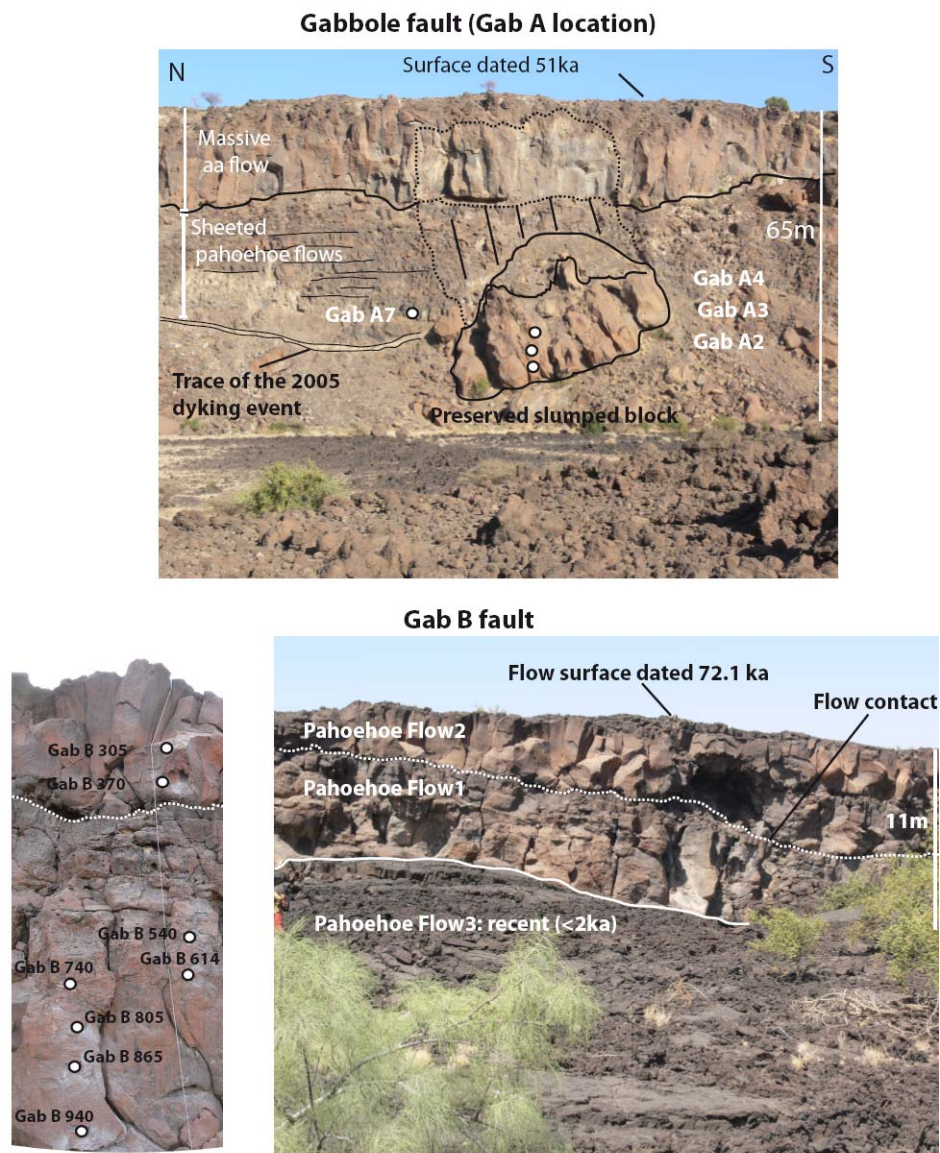 Gabbole fault (Gab A location)
N
Surface dated 51ka
S
Massive
aa flow
Sheeted
pahoehoe flows
65m
Gab A7
Gab A4
Gab A3
Gab A2
Trace of the 2005
dyking event
Preserved slumped block
Gab B fault
Gab B 305
Gab B 370
Gab B 540
Gab B 614
Gab B 740
Gab B 805
Gab B 865
Gab B 940
Flow surface dated 72.1 ka
Flow contact
Pahoehoe Flow2
Pahoehoe Flow1
11m
Pahoehoe Flow3: recent (<2ka)